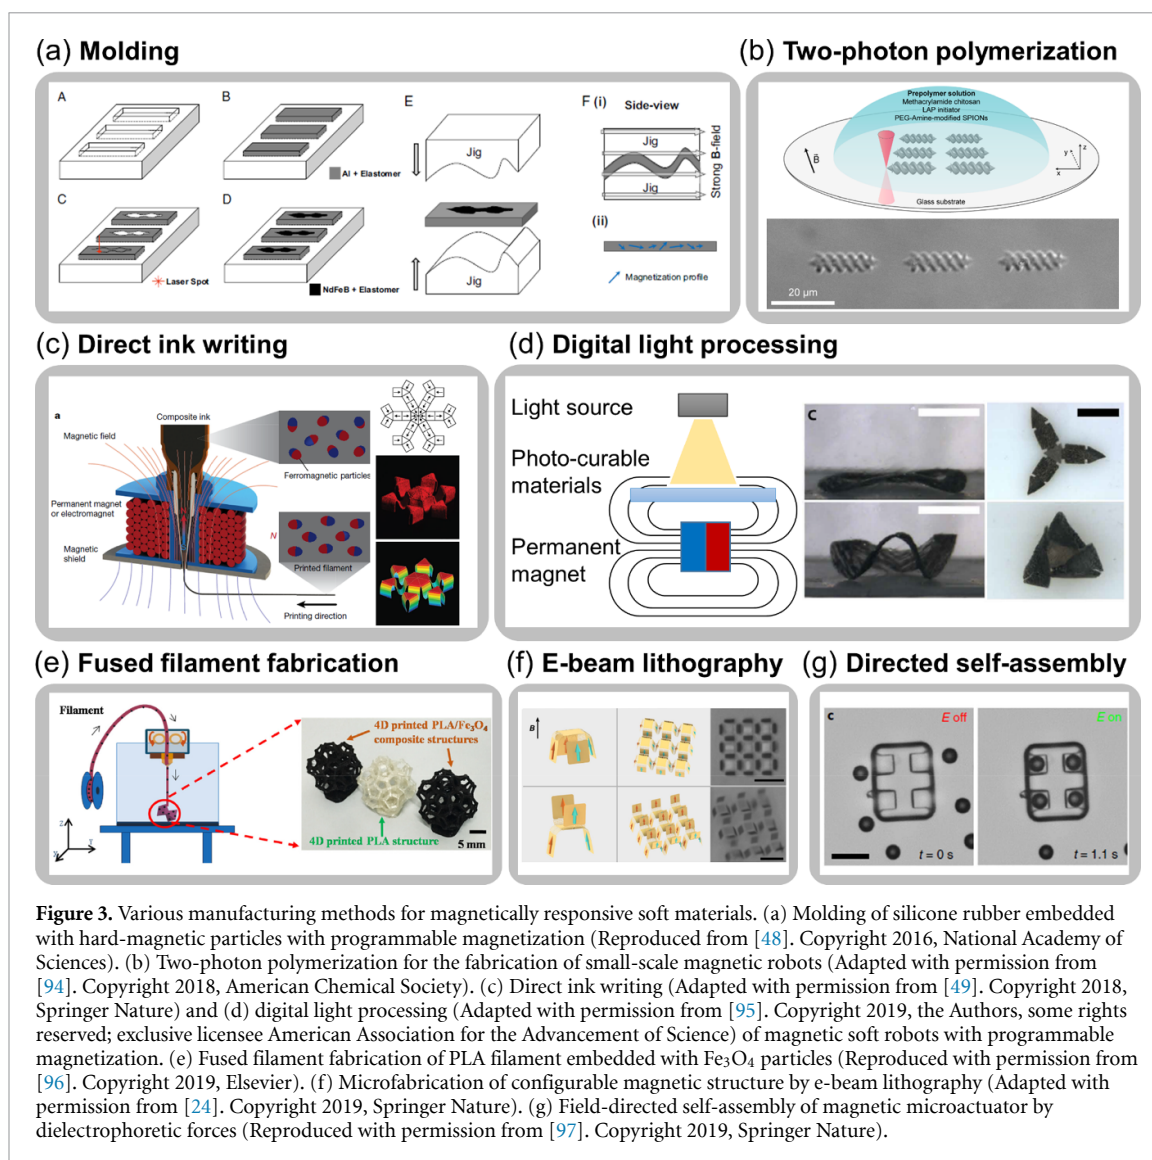 (a) Molding
A
B
Al + Elastomer
C
D
Laser Spot
NdFeB + Elastomer
E
Jig
Jig
F (i)
Side-view
Jig
Jig
Strong B-field
(ii)
Magnetization profile
(b) Two-photon polymerization
Prepolymer solution
Methacrylamide chitosan
LAP initiator
PEG-Amine-modified SPIONs
B
z
y
x
Glass substrate
20 μm
(c) Direct ink writing
a
Composite ink
Magnetic field
Ferromagnetic particles
Permanent magnet
or electromagnet
N
Magnetic
shield
Printed filament
Printing direction
(d) Digital light processing
Light source
Photo-curable
materials
Permanent
magnet
C
(e) Fused filament fabrication
Filament
Z
Y
4D printed PLA/Fe₃O₄
composite structures
4D printed PLA structure
5 mm
(f) E-beam lithography
B
(g) Directed self-assembly
c
E off
t = 0 s
E on
t = 1.1 s
Figure 3. Various manufacturing methods for magnetically responsive soft materials. (a) Molding of silicone rubber embedded
with hard-magnetic particles with programmable magnetization (Reproduced from [48]. Copyright 2016, National Academy of
Sciences). (b) Two-photon polymerization for the fabrication of small-scale magnetic robots (Adapted with permission from
[94]. Copyright 2018, American Chemical Society). (c) Direct ink writing (Adapted with permission from [49]. Copyright 2018,
Springer Nature) and (d) digital light processing (Adapted with permission from [95]. Copyright 2019, the Authors, some rights
reserved; exclusive licensee American Association for the Advancement of Science) of magnetic soft robots with programmable
magnetization. (e) Fused filament fabrication of PLA filament embedded with Fe₃O₄ particles (Reproduced with permission from
[96]. Copyright 2019, Elsevier). (f) Microfabrication of configurable magnetic structure by e-beam lithography (Adapted with
permission from [24]. Copyright 2019, Springer Nature). (g) Field-directed self-assembly of magnetic microactuator by
dielectrophoretic forces (Reproduced with permission from [97]. Copyright 2019, Springer Nature).